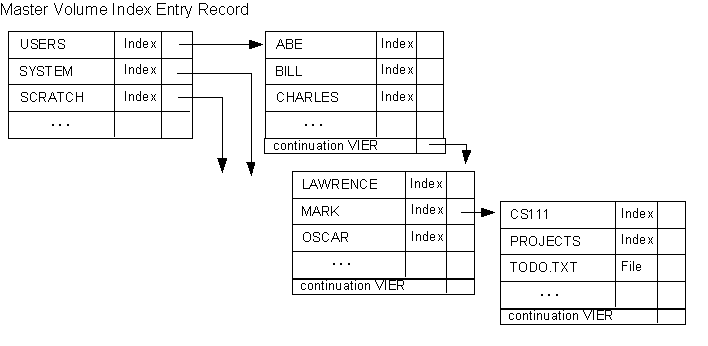 Master Volume Index Entry Record
USERS Index
SYSTEM Index
SCRATCH Index
...
ABE Index
BILL
CHARLES Index
...
continuation VIER
LAWRENCE Index
MARK Index
OSCAR Index
...
continuation VIER
CS111 Index
PROJECTS Index
TODO.TXT File
...
continuation VIER